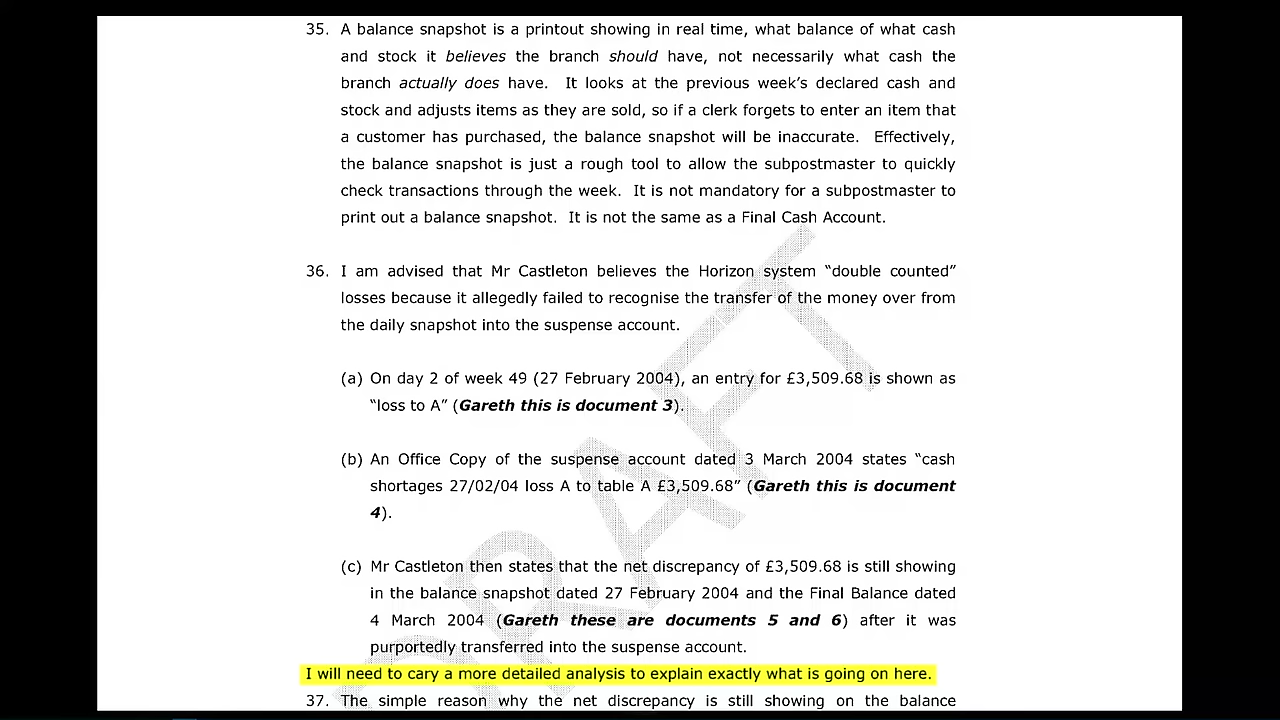 35. A balance snapshot is a printout showing in real time, what balance of what cash
and stock it believes the branch should have, not necessarily what cash the
branch actually does have. It looks at the previous week's declared cash and
stock and adjusts items as they are sold, so if a clerk forgets to enter an item that
a customer has purchased, the balance snapshot will be inaccurate. Effectively,
the balance snapshot is just a rough tool to allow the subpostmaster to quickly
check transactions through the week. It is not mandatory for a subpostmaster to
print out a balance snapshot. It is not the same as a Final Cash Account.
36. I am advised that Mr Castleton believes the Horizon system “double counted”
losses because it allegedly failed to recognise the transfer of the money over from
the daily snapshot into the suspense account.
(a) On day 2 of week 49 (27 February 2004), an entry for £3,509.68 is shown as
“loss to A” (Gareth this is document 3).
(b) An Office Copy of the suspense account dated 3 March 2004 states “cash
shortages 27/02/04 loss A to table A £3,509.68” (Gareth this is document
4).
(c) Mr Castleton then states that the net discrepancy of £3,509.68 is still showing
in the balance snapshot dated 27 February 2004 and the Final Balance dated
4 March 2004 (Gareth these are documents 5 and 6) after it was
purportedly transferred into the suspense account.
I will need to cary a more detailed analysis to explain exactly what is going on here.
37. The simple reason why the net discrepancy is still showing on the balance
DRAFT